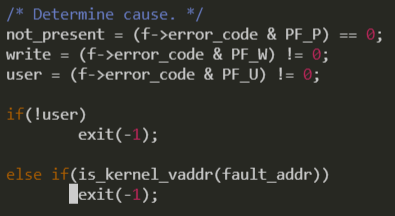 /* Determine cause. */
not_present = (f->error_code & PF_P) == 0;
write = (f->error_code & PF_W) != 0;
user = (f->error_code & PF_U) != 0;
if(!user)
exit(-1);
else if(is_kernel_vaddr(fault_addr))
exit(-1);